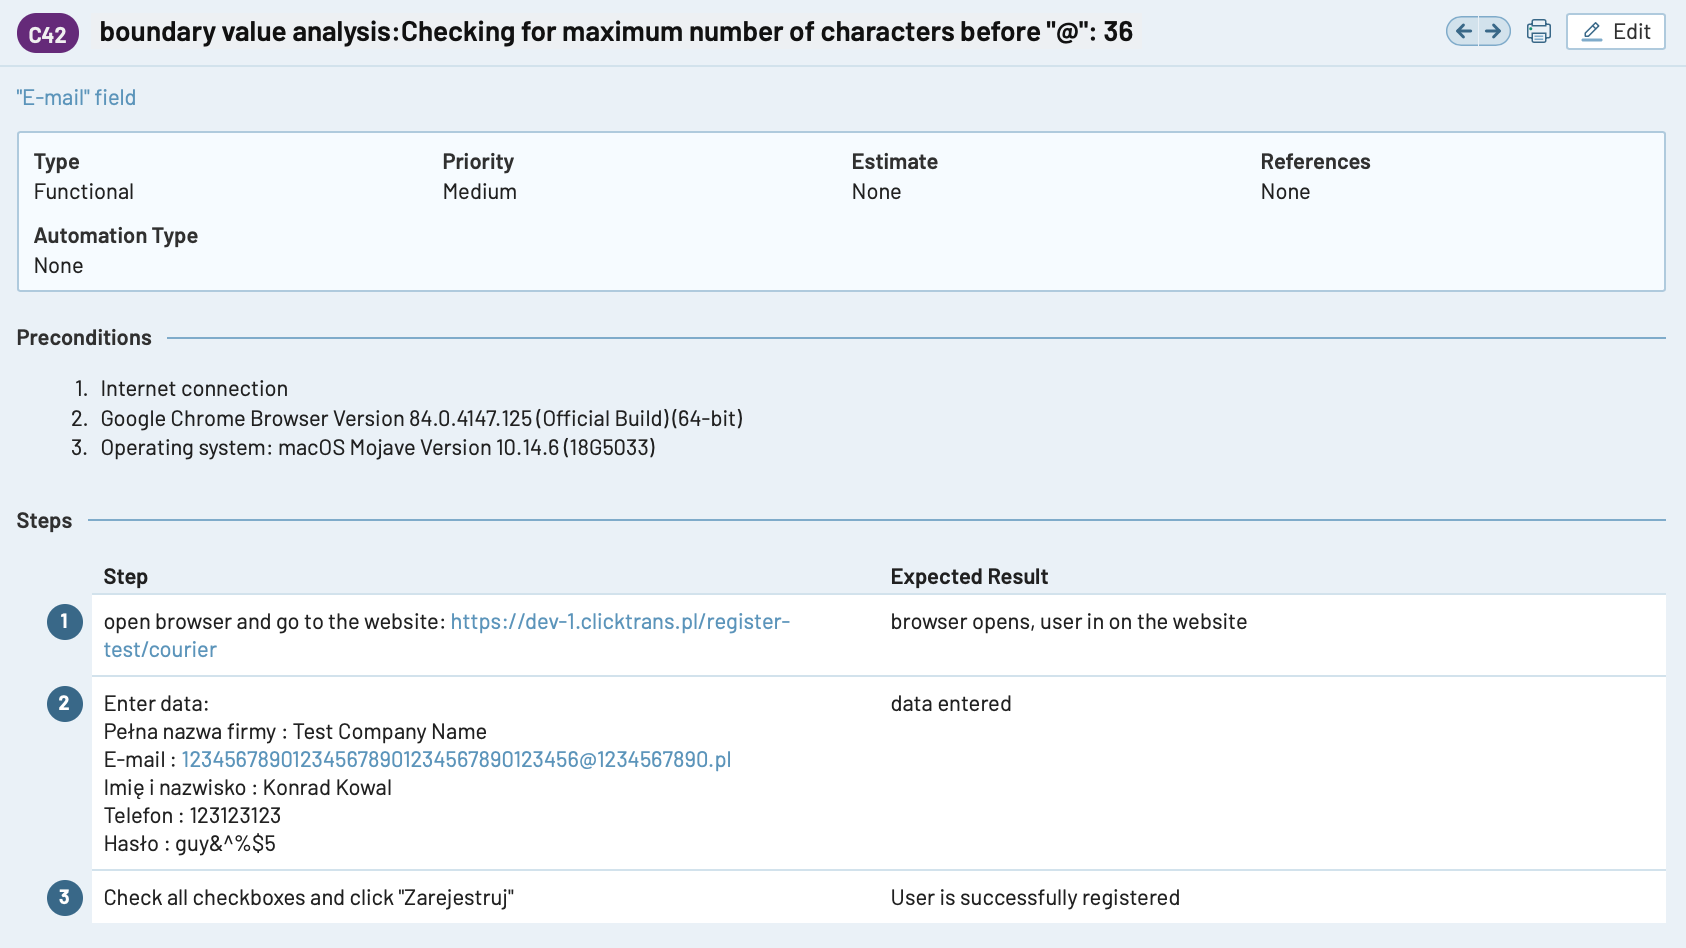 C42 boundary value analysis:Checking for maximum number of characters before "@": 36 Edit
"E-mail" field
Type Priority Estimate References
Functional Medium None None
Automation Type
None
Preconditions
1. Internet connection
2. Google Chrome Browser Version 84.0.4147.125 (Official Build) (64-bit)
3. Operating system: macOS Mojave Version 10.14.6 (18G5033)
Steps
Step Expected Result
1 open browser and go to the website: https://dev-1.clicktrans.pl/register- browser opens, user in on the website
test/courier
2 Enter data: data entered
Pełna nazwa firmy : Test Company Name
E-mail : 123456789012345678901234567890123456@1234567890.pl
Imię i nazwisko : Konrad Kowal
Telefon : 123123123
Hasło : guy&^%$5
3 Check all checkboxes and click "Zarejestruj" User is successfully registered